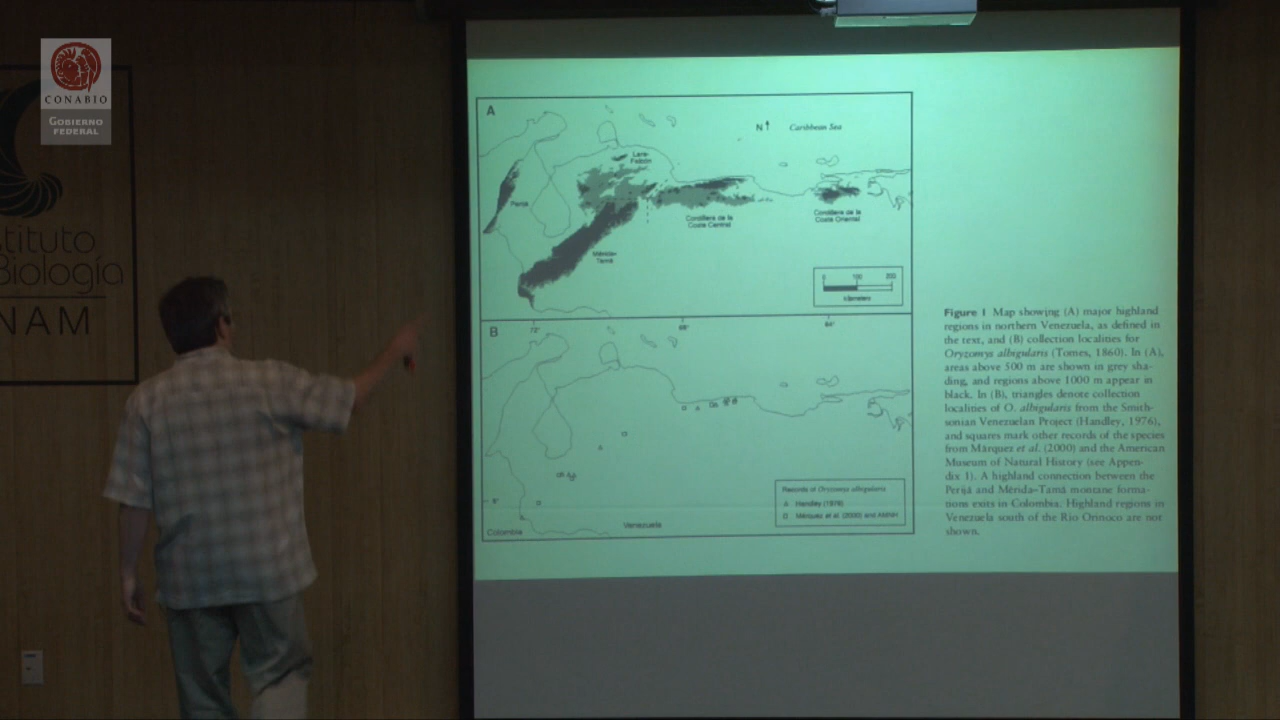 CONABIO
GOBIERNO
FEDERAL
stituto
Biología
NAM
A
N
Caribbean Sea
Lara-
Falcón
Perijá
Cordillera de la
Costa Central
Cordillera de la
Costa Oriental
Mérida-
Tamá
0 100 200
kilometers
B
72° 68° 64°
Records of Oryzomys albigularis
Handley (1976)
Márquez et al. (2000) and AMNH
Colombia
Venezuela
Figure 1 Map showing (A) major highland
regions in northern Venezuela, as defined in
the text, and (B) collection localities for
Oryzomys albigularis (Tomes, 1860). In (A),
areas above 500 m are shown in grey sha-
ding, and regions above 1000 m appear in
black. In (B), triangles denote collection
localities of O. albigularis from the Smith-
sonian Venezuelan Project (Handley, 1976),
and squares mark other records of the species
from Márquez et al. (2000) and the American
Museum of Natural History (see Appen-
dix 1). A highland connection between the
Perijá and Mérida–Tamá montane forma-
tions exits in Colombia. Highland regions in
Venezuela south of the Rio Orinoco are not
shown.